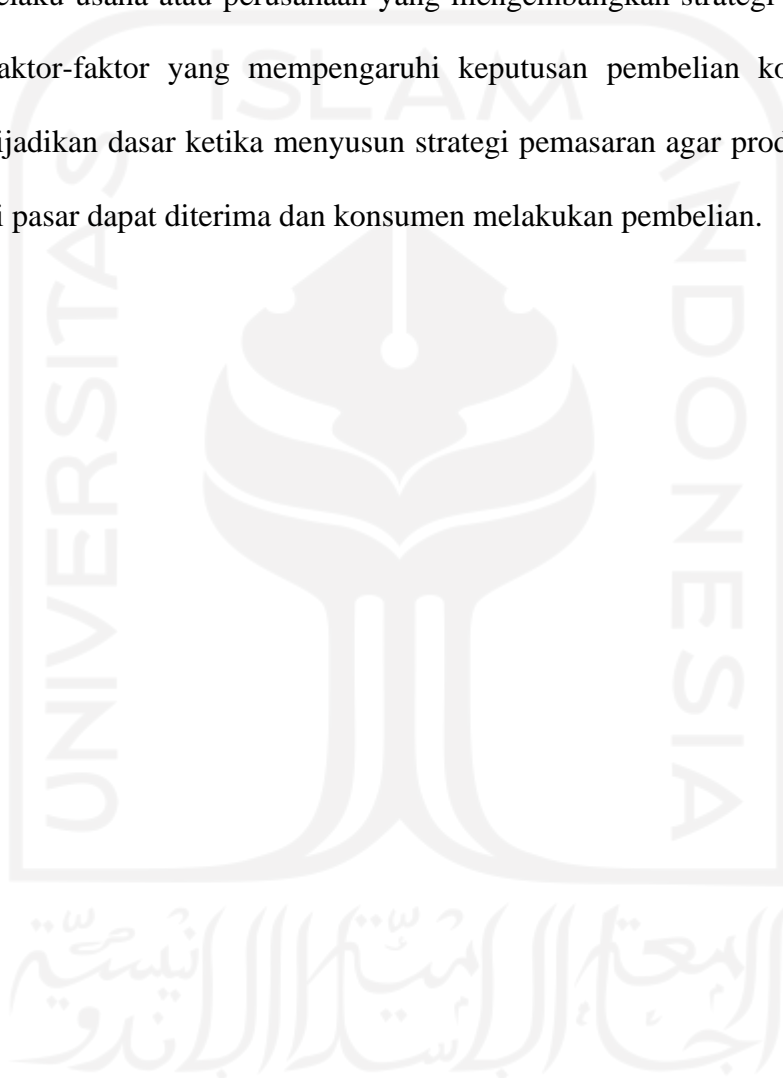 elaku usaha atau perusahaan yang mengembangkan strategi
aktor-faktor yang mempengaruhi keputusan pembelian ko
ijadikan dasar ketika menyusun strategi pemasaran agar prod
i pasar dapat diterima dan konsumen melakukan pembelian.
ISLAM
UNIVERSITAS
INDONESIA